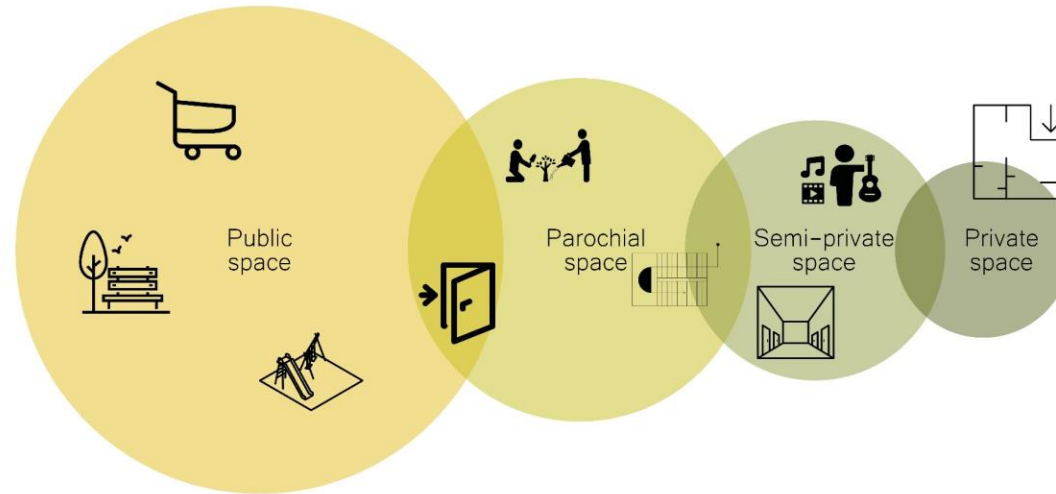 Public
space
Parochial
space
Semi-private
space
Private
space